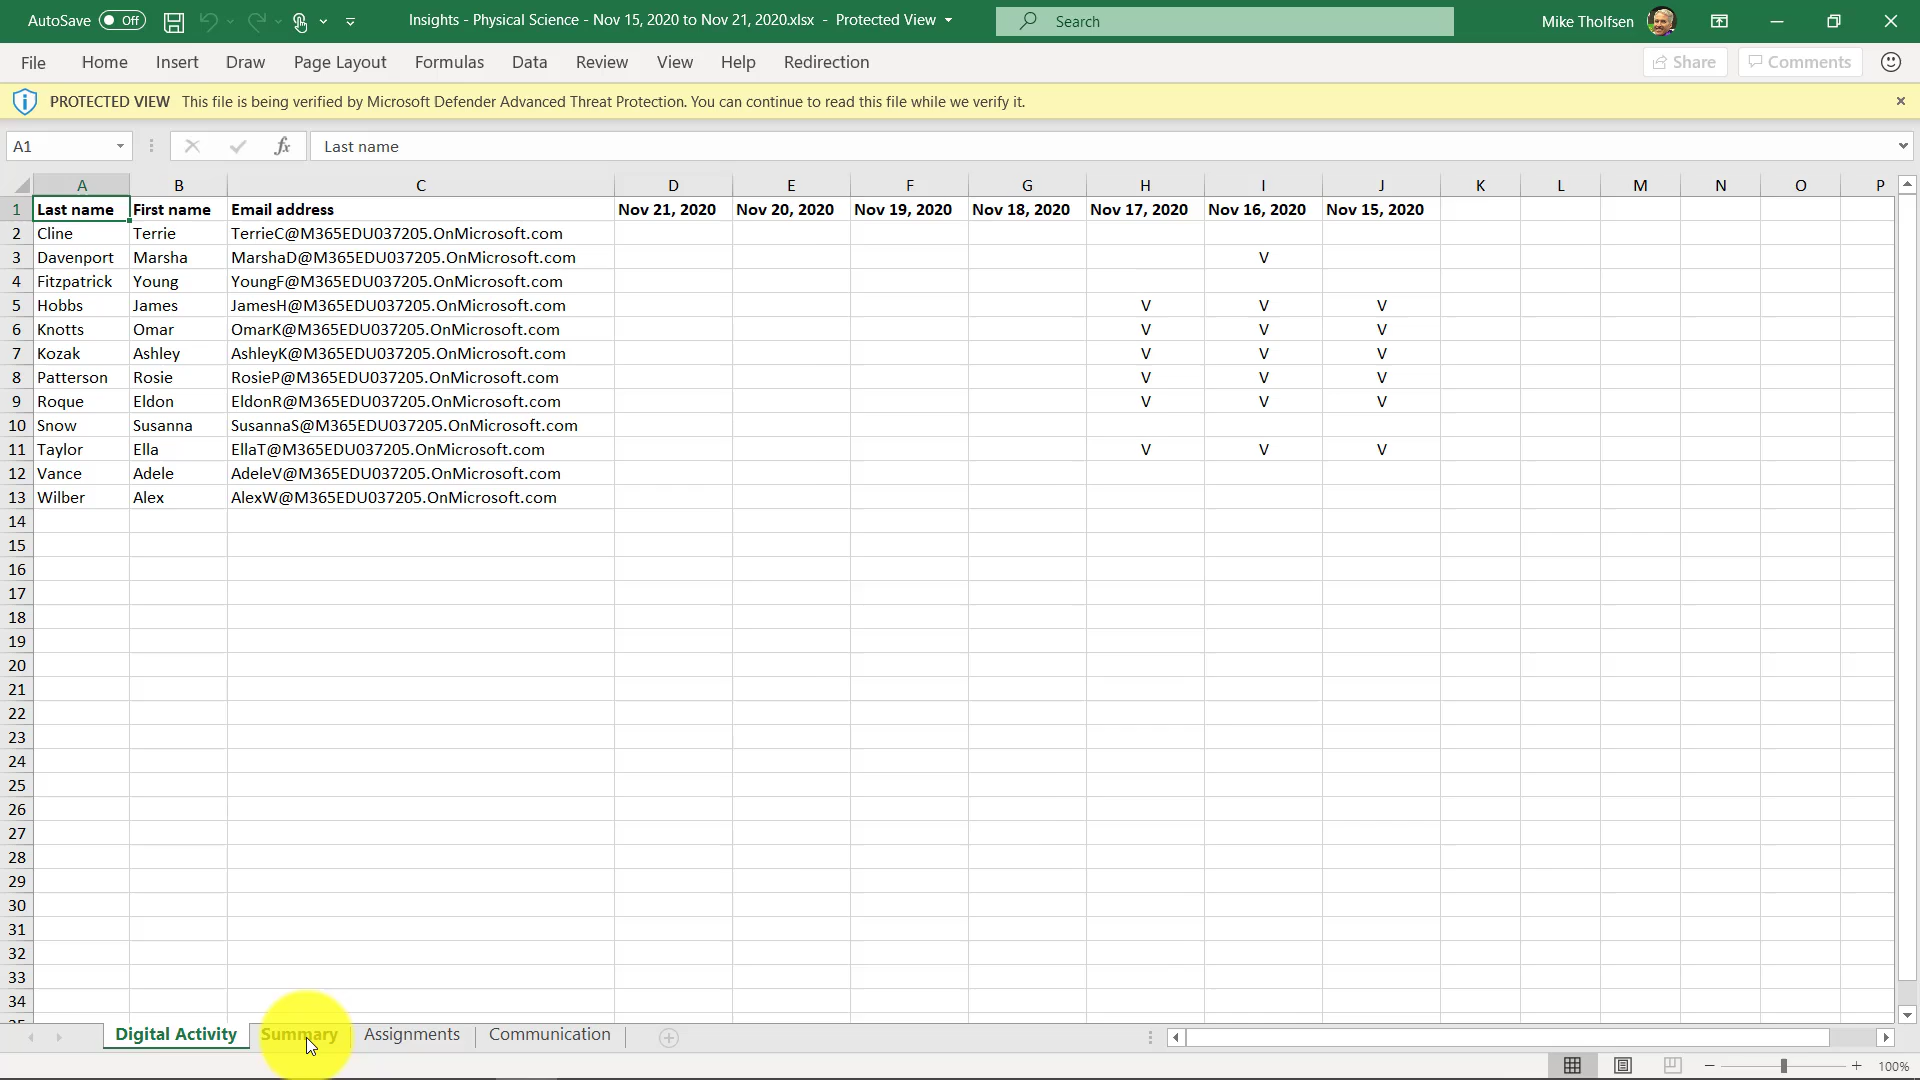 AutoSave Off Insights - Physical Science - Nov 15, 2020 to Nov 21, 2020.xlsx - Protected View Search Mike Tholfsen
File Home Insert Draw Page Layout Formulas Data Review View Help Redirection Share Comments
PROTECTED VIEW This file is being verified by Microsoft Defender Advanced Threat Protection. You can continue to read this file while we verify it.
A1 fx Last name
A B C D E F G H I J K L M N O P
1 Last name First name Email address Nov 21, 2020 Nov 20, 2020 Nov 19, 2020 Nov 18, 2020 Nov 17, 2020 Nov 16, 2020 Nov 15, 2020
2 Cline Terrie TerrieC@M365EDU037205.OnMicrosoft.com
3 Davenport Marsha MarshaD@M365EDU037205.OnMicrosoft.com V
4 Fitzpatrick Young YoungF@M365EDU037205.OnMicrosoft.com
5 Hobbs James JamesH@M365EDU037205.OnMicrosoft.com V V V
6 Knotts Omar OmarK@M365EDU037205.OnMicrosoft.com V V V
7 Kozak Ashley AshleyK@M365EDU037205.OnMicrosoft.com V V V
8 Patterson Rosie RosieP@M365EDU037205.OnMicrosoft.com V V V
9 Roque Eldon EldonR@M365EDU037205.OnMicrosoft.com V V V
10 Snow Susanna SusannaS@M365EDU037205.OnMicrosoft.com
11 Taylor Ella EllaT@M365EDU037205.OnMicrosoft.com V V V
12 Vance Adele AdeleV@M365EDU037205.OnMicrosoft.com
13 Wilber Alex AlexW@M365EDU037205.OnMicrosoft.com
14
15
16
17
18
19
20
21
22
23
24
25
26
27
28
29
30
31
32
33
34
Digital Activity Summary Assignments Communication
100%